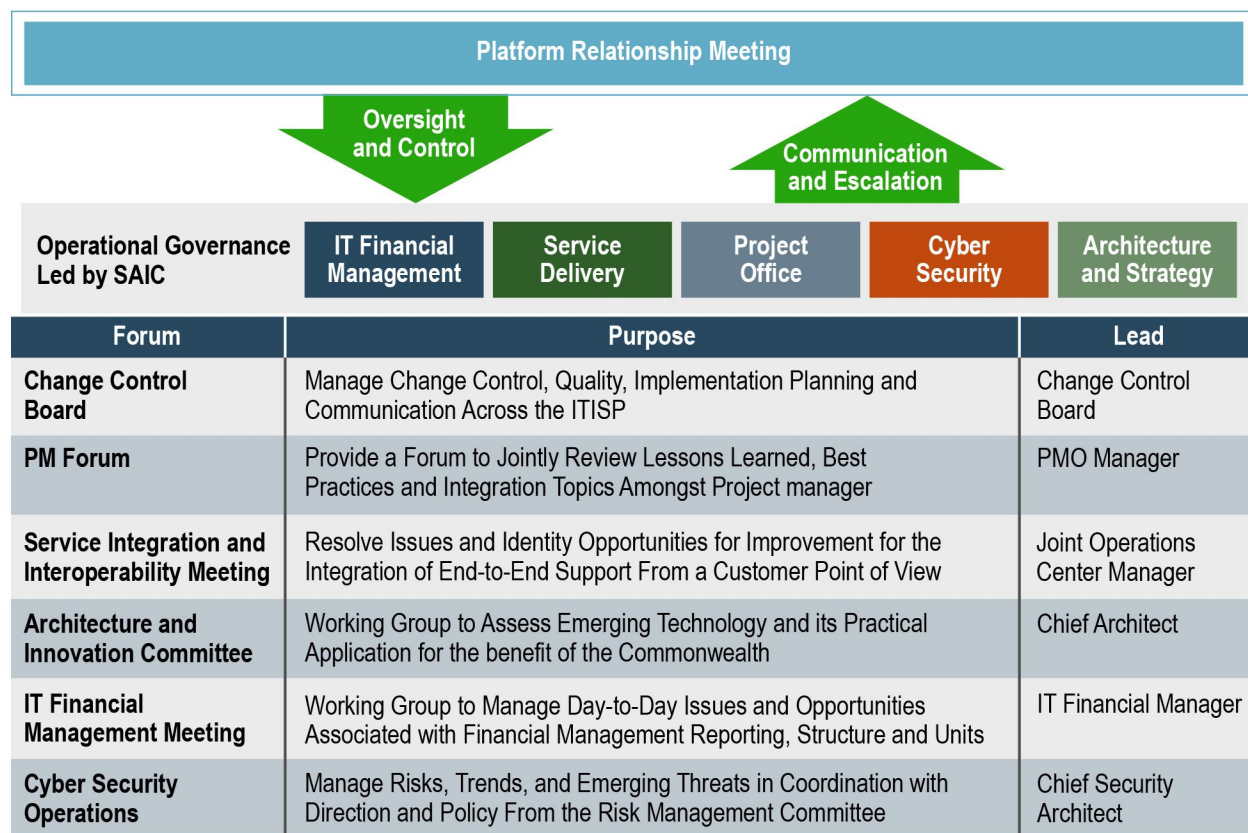 Platform Relationship Meeting
Oversight
and Control
Communication
and Escalation
Operational Governance
Led by SAIC
IT Financial
Management
Service
Delivery
Project
Office
Cyber
Security
Architecture
and Strategy
Forum
Purpose
Lead
Change Control
Board
Manage Change Control, Quality, Implementation Planning and
Communication Across the ITISP
Change Control
Board
PM Forum
Provide a Forum to Jointly Review Lessons Learned, Best
Practices and Integration Topics Amongst Project manager
PMO Manager
Service Integration and
Interoperability Meeting
Resolve Issues and Identity Opportunities for Improvement for the
Integration of End-to-End Support From a Customer Point of View
Joint Operations
Center Manager
Architecture and
Innovation Committee
Working Group to Assess Emerging Technology and its Practical
Application for the benefit of the Commonwealth
Chief Architect
IT Financial
Management Meeting
Working Group to Manage Day-to-Day Issues and Opportunities
Associated with Financial Management Reporting, Structure and Units
IT Financial Manager
Cyber Security
Operations
Manage Risks, Trends, and Emerging Threats in Coordination with
Direction and Policy From the Risk Management Committee
Chief Security
Architect